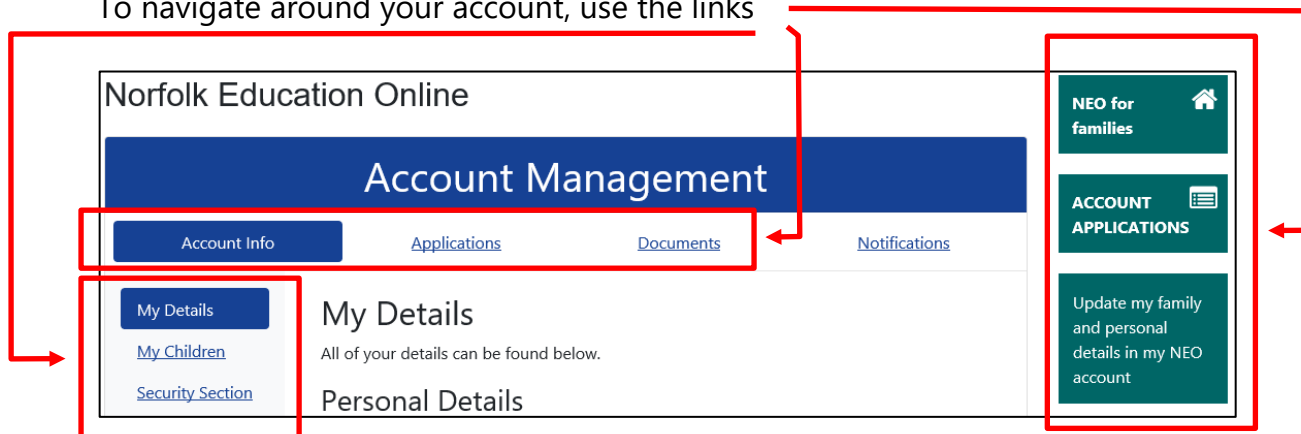 To navigate around your account, use the links
Norfolk Education Online
Account Management
Account Info Applications Documents Notifications
My Details
My Children
Security Section
My Details
All of your details can be found below.
Personal Details
NEO for
families
ACCOUNT
APPLICATIONS
Update my family
and personal
details in my NEO
account